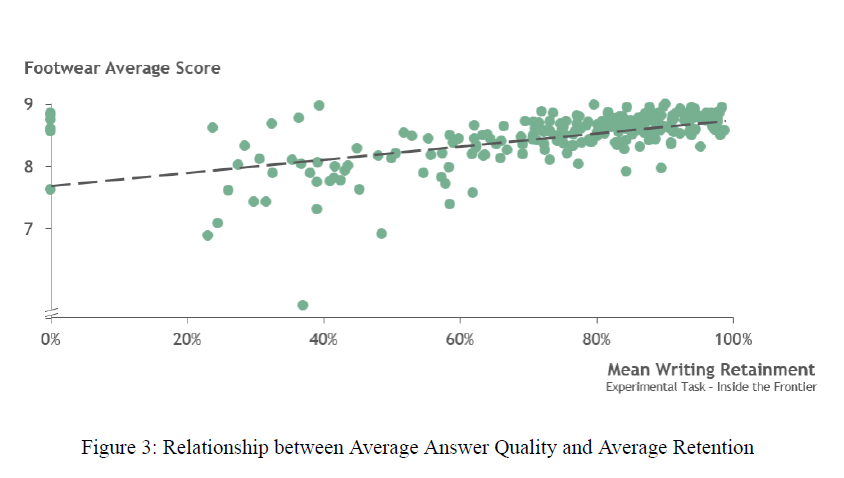 Footwear Average Score
9
8
7
0%
20%
40%
60%
80%
100%
Mean Writing Retainment
Experimental Task - Inside the Frontier
Figure 3: Relationship between Average Answer Quality and Average Retention